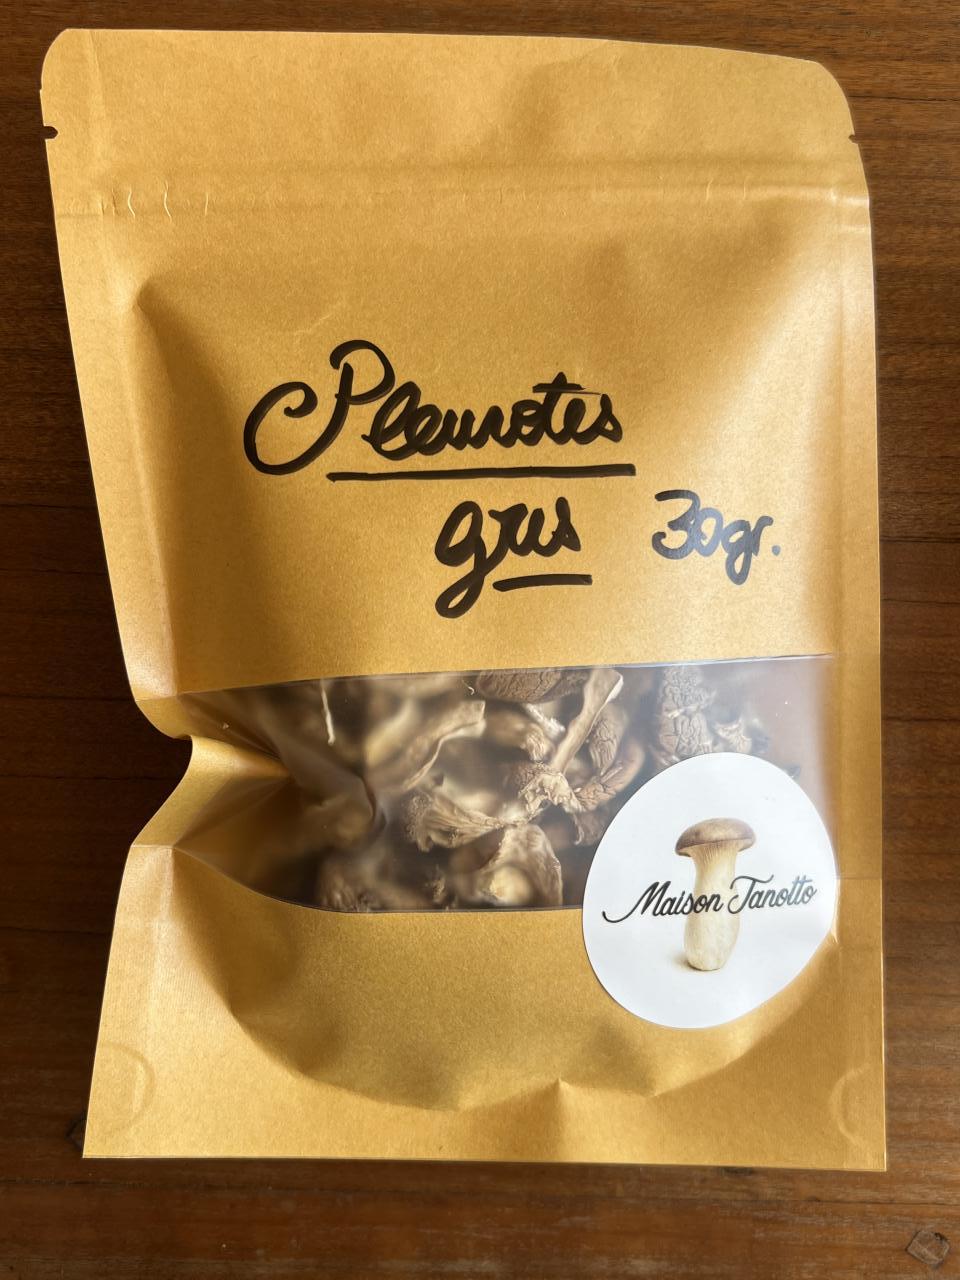 Pleurotes
gris 30gr.
Maison Tanotto